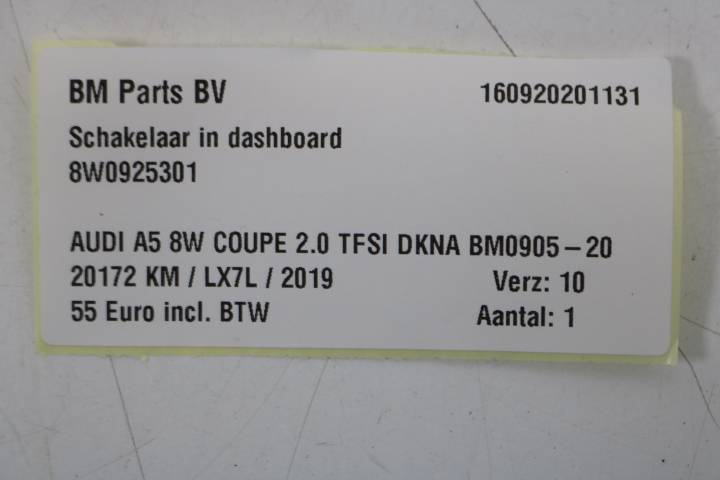 BM Parts BV 160920201131
Schakelaar in dashboard
8W0925301
AUDI A5 8W COUPE 2.0 TFSI DKNA BM0905-20
20172 KM / LX7L / 2019 Verz: 10
55 Euro incl. BTW Aantal: 1